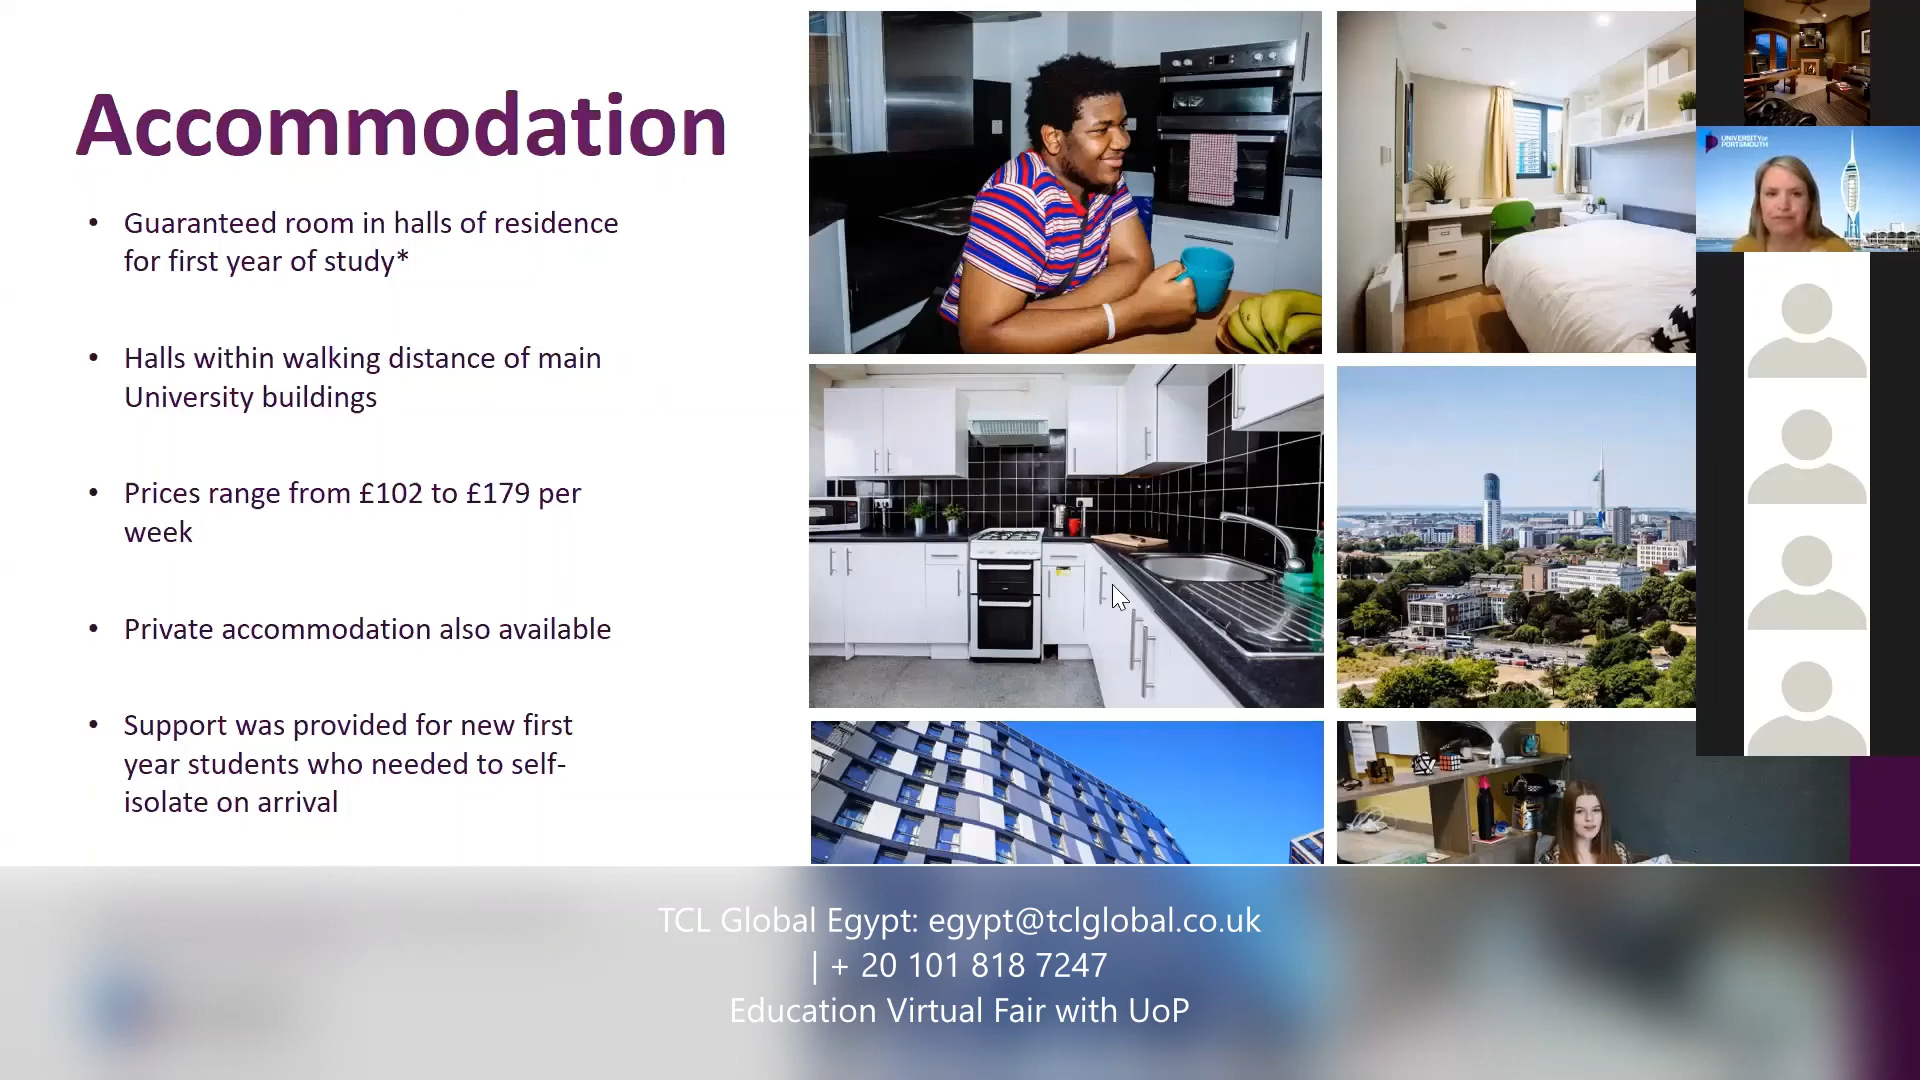 Accommodation
• Guaranteed room in halls of residence
for first year of study*
• Halls within walking distance of main
University buildings
• Prices range from £102 to £179 per
week
• Private accommodation also available
• Support was provided for new first
year students who needed to self-
isolate on arrival
UNIVERSITY OF
PORTSMOUTH
TCL Global Egypt: egypt@tclglobal.co.uk
| + 20 101 818 7247
Education Virtual Fair with UoP